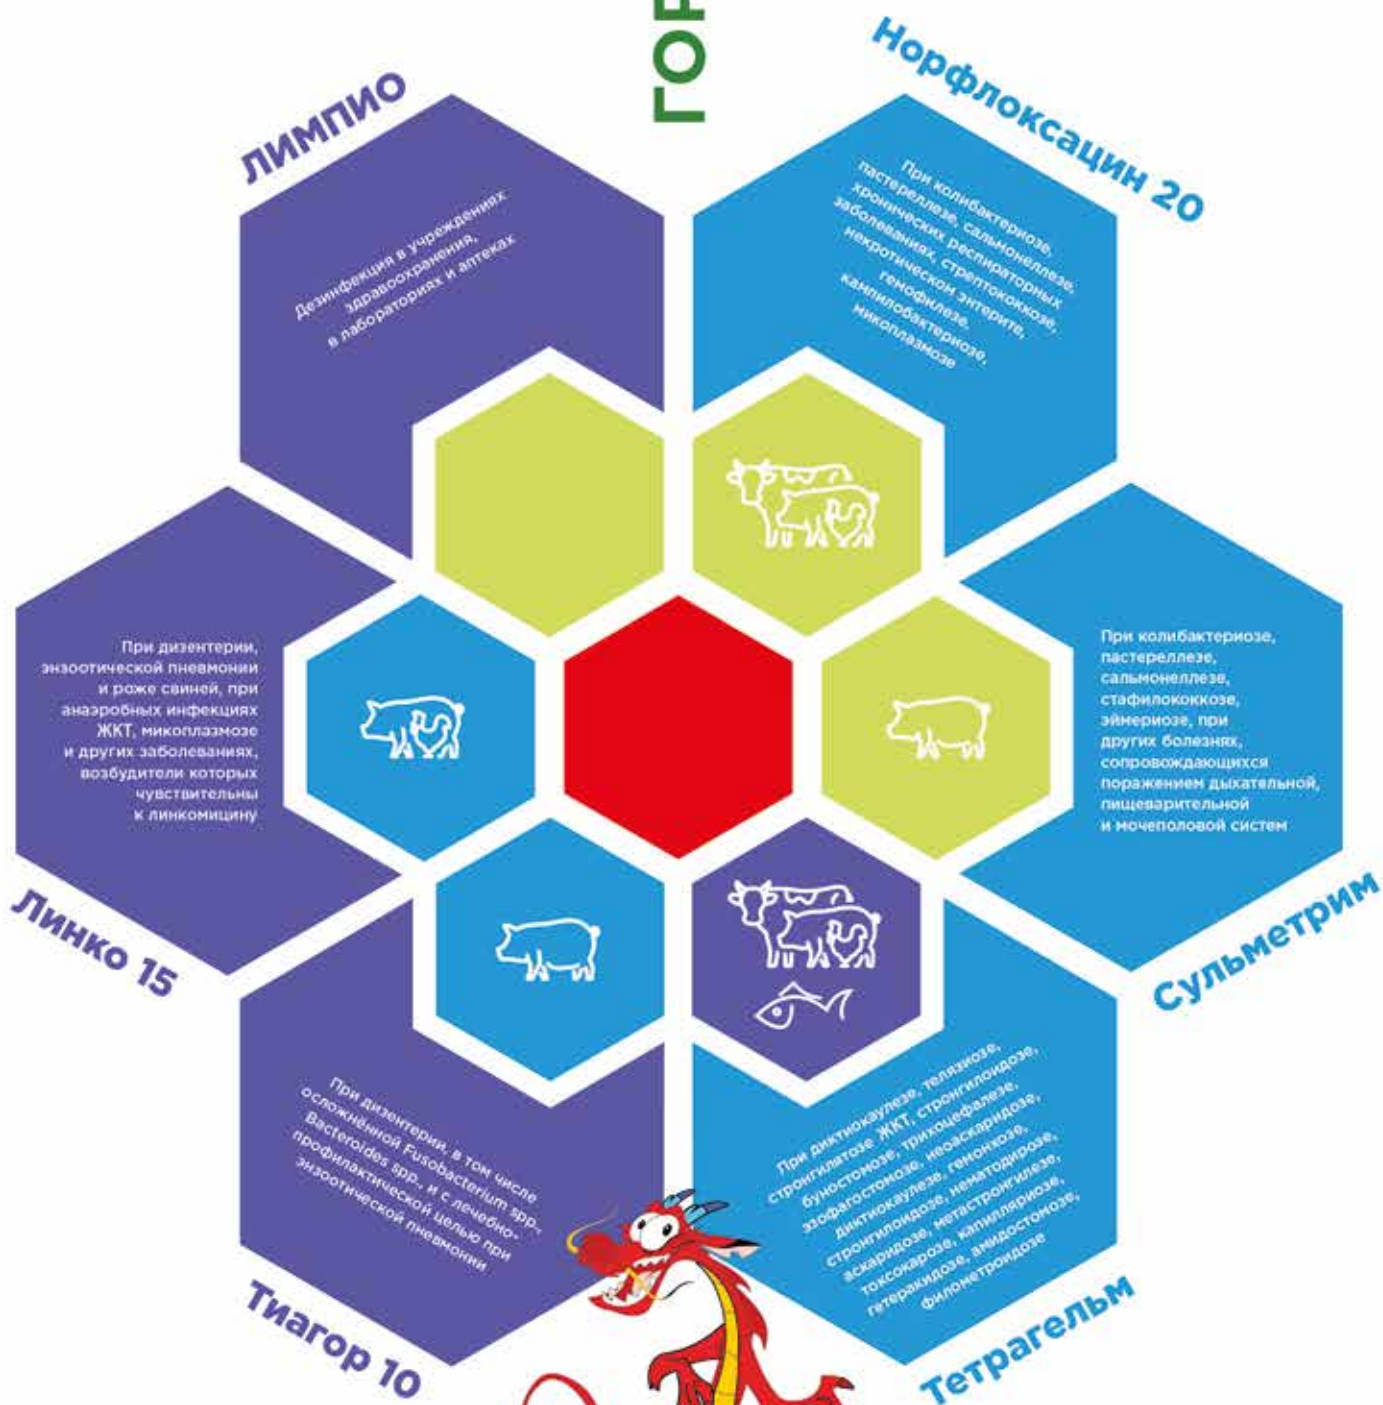 ГОР
ЛИМПИО
Дезинфекция в учреждениях
здравоохранения,
в лабораториях и аптеках
Норфлоксацин 20
При колибактериозе,
пастереллезе, сальмонеллезе,
хронических респираторных
заболеваниях, стрептококкозе,
некротическом энтерите,
гемофилезе,
кампилобактериозе,
микоплазмозе
При дизентерии,
энзоотической пневмонии
и роже свиней, при
анаэробных инфекциях
ЖКТ, микоплазмозе
и других заболеваниях,
возбудители которых
чувствительны
к линкомицину
Линко 15
При колибактериозе,
пастереллезе,
сальмонеллезе,
стафилококкозе,
эймериозе, при
других болезнях,
сопровождающихся
поражением дыхательной,
пищеварительной
и мочеполовой систем
Сульметрим
При дизентерии, в том числе
осложнённой Fusobacterium spp.,
Bacteroides spp., и с лечебно-
профилактической целью при
энзоотической пневмонии
Тиагор 10
При диктиокаулезе, телязиозе,
стронгилятозе ЖКТ, стронгилоидозе,
буностомозе, трихоцефалезе,
эзофагостомозе, неоаскаридозе,
диктиокаулезе, гемонхозе,
стронгилоидозе, нематодирозе,
аскаридозе, метастронгилезе,
токсокарозе, капилляриозе,
гетеракидозе, амидостомозе,
филометроидозе
Тетрагельм